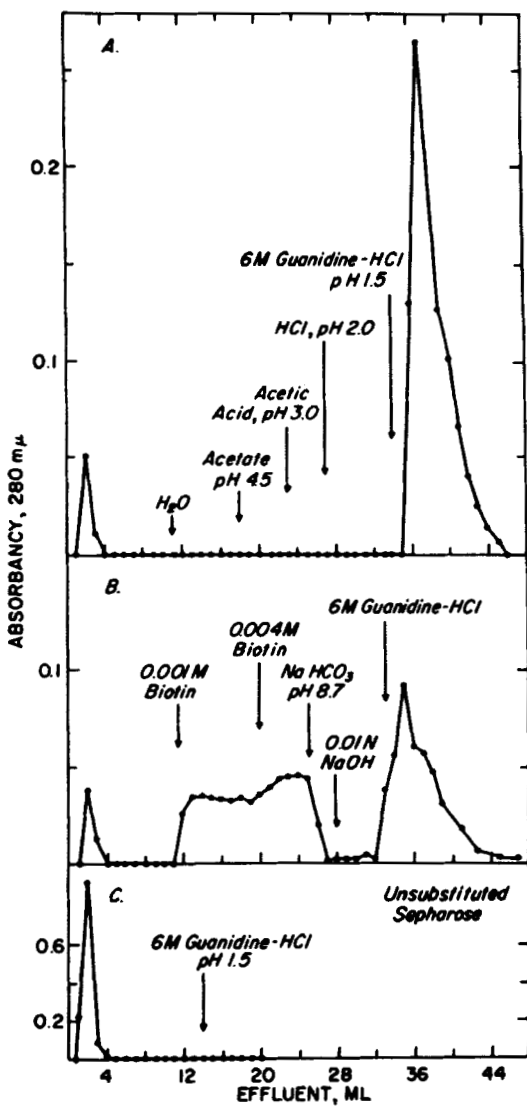 A.
0.2
6M Guanidine-HCl
pH 1.5
HCl, pH 2.0
0.1
Acetic
Acid, pH 3.0
Acetate
pH 4.5
H₂O
ABSORBANCY, 280 mμ
B.
6M Guanidine-HCl
0.004M
Biotin
0.1
0.001M
Biotin
NaHCO₃
pH 8.7
0.01N
NaOH
C.
Unsubstituted
Sepharose
6M Guanidine-HCl
pH 1.5
0.6
0.2
4 12 20 28 36 44
EFFLUENT, ML